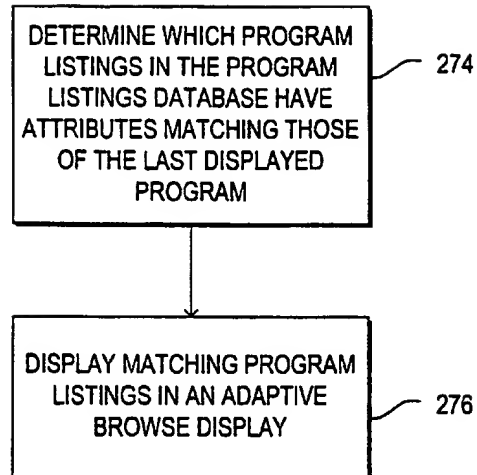 DETERMINE WHICH PROGRAM
LISTINGS IN THE PROGRAM
LISTINGS DATABASE HAVE
ATTRIBUTES MATCHING THOSE
OF THE LAST DISPLAYED
PROGRAM
274
DISPLAY MATCHING PROGRAM
LISTINGS IN AN ADAPTIVE
BROWSE DISPLAY
276